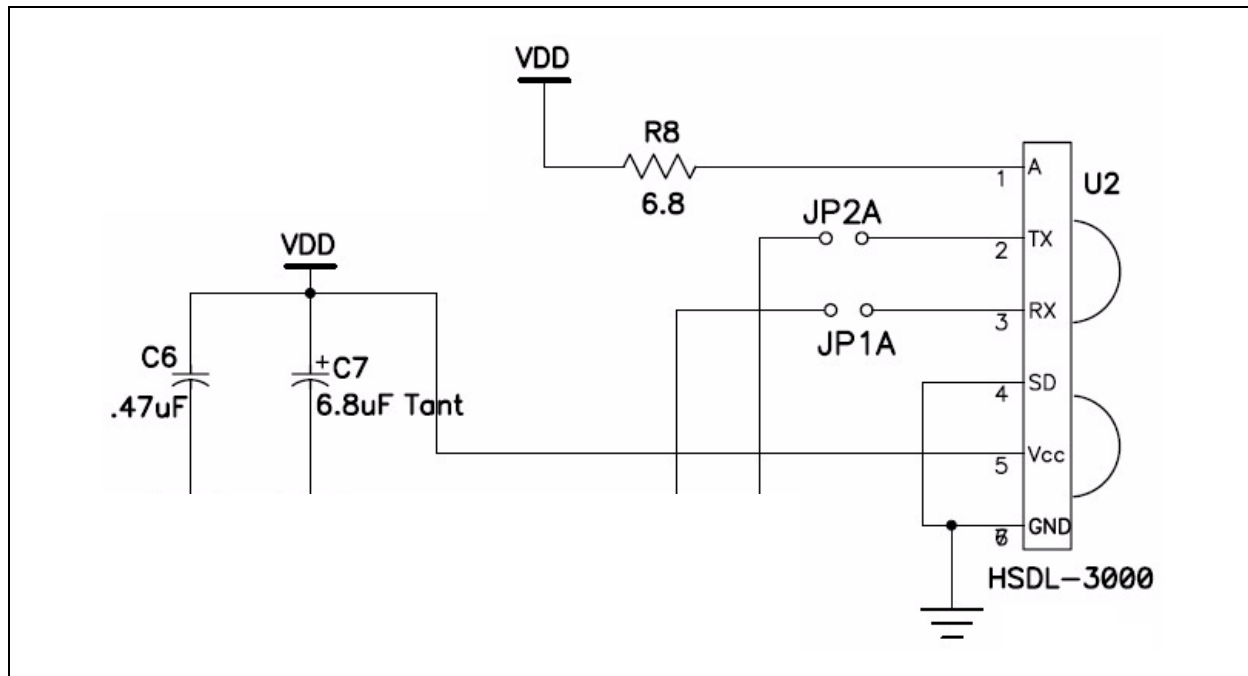 VDD
R8
6.8
1
A
U2
JP2A
2
TX
VDD
3
RX
JP1A
C6
.47uF
+
C7
6.8uF Tant
4
SD
5
Vcc
GND
HSDL-3000